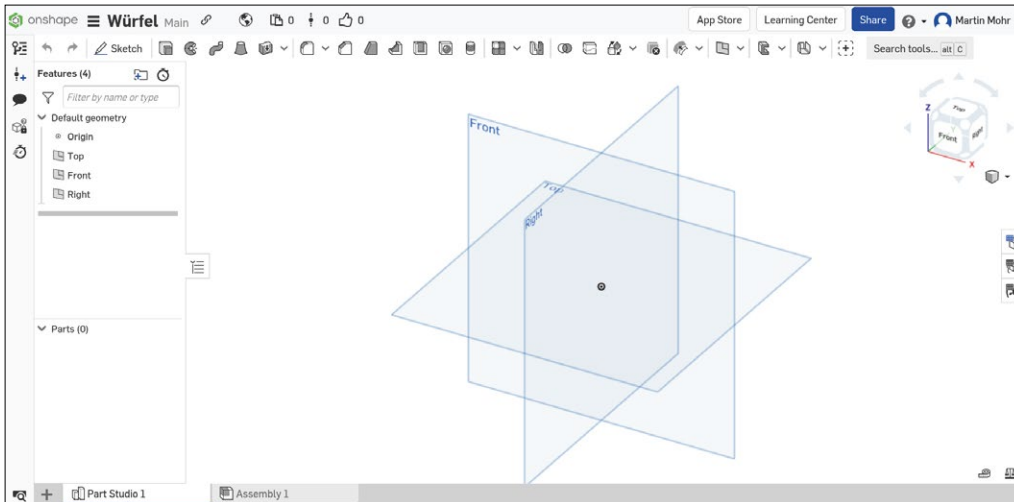 onshape Würfel Main 0 0 0 App Store Learning Center Share Martin Mohr
Sketch Search tools... alt C
Features (4)
Filter by name or type
Default geometry
Origin
Top
Front
Right
Parts (0)
Front
Top
Right
Z
Top
Front
Right
X
Part Studio 1 Assembly 1